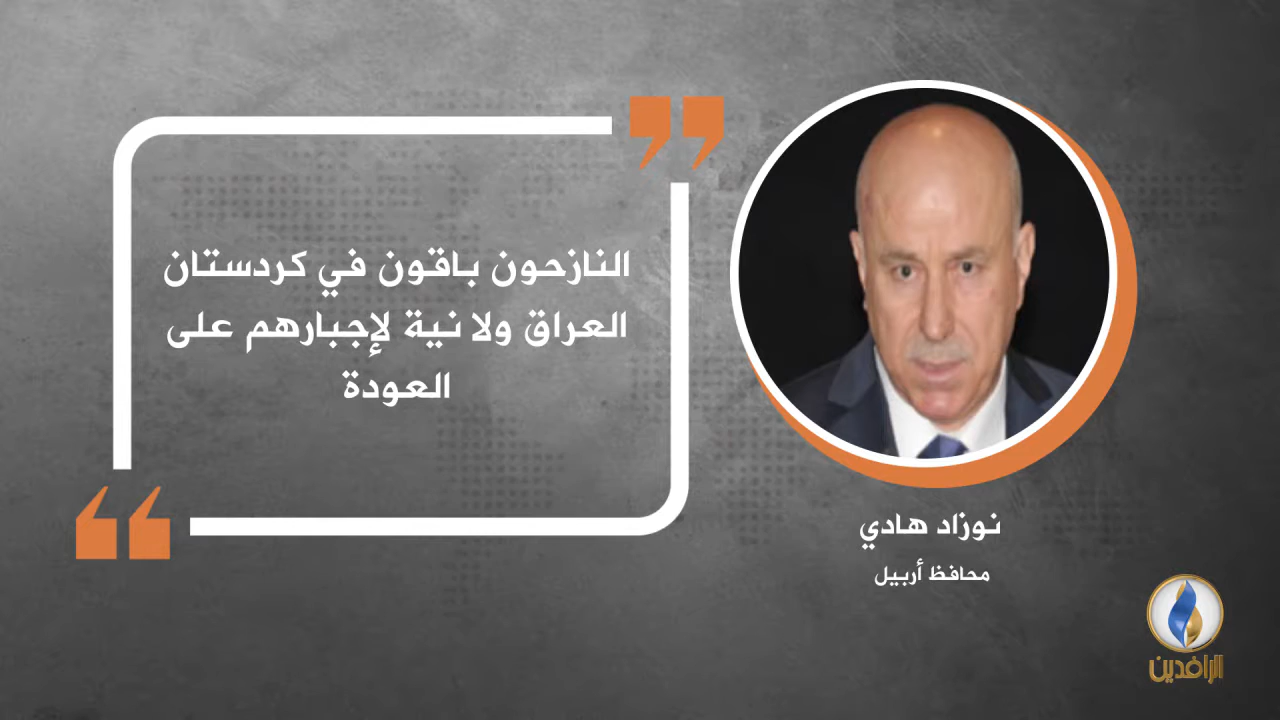 النازحون باقون في كردستان
العراق ولا نية لإجبارهم على
العودة
نوزاد هادي
محافظ أربيل
الرافدين